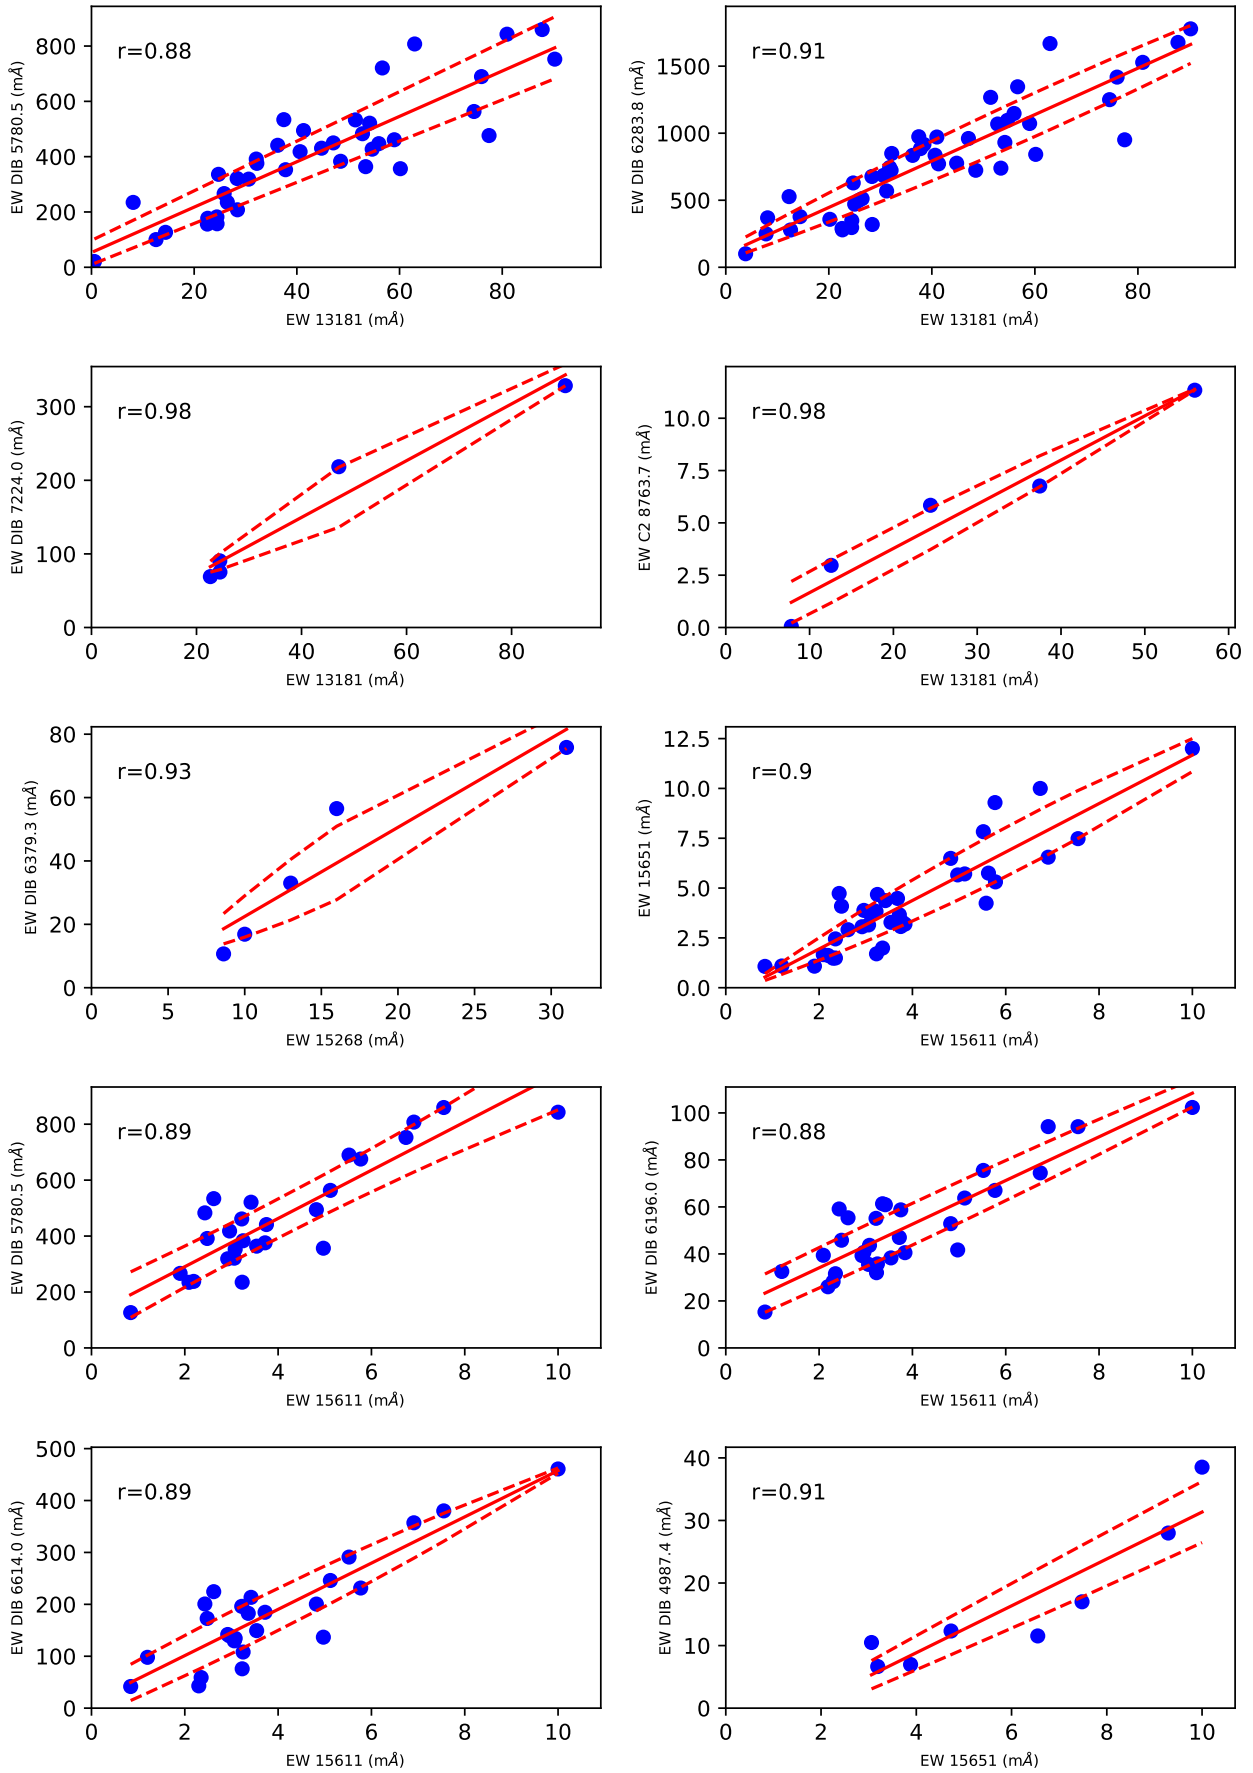 r=0.88
EW DIB 5780.5 (mÅ)
0
200
400
600
800
0 20 40 60 80
EW 13181 (mÅ)
r=0.91
EW DIB 6283.8 (mÅ)
0
500
1000
1500
0 20 40 60 80
EW 13181 (mÅ)
r=0.98
EW DIB 7224.0 (mÅ)
0
100
200
300
0 20 40 60 80
EW 13181 (mÅ)
r=0.98
EW C2 8763.7 (mÅ)
0.0
2.5
5.0
7.5
10.0
0 10 20 30 40 50 60
EW 13181 (mÅ)
r=0.93
EW DIB 6379.3 (mÅ)
0
20
40
60
80
0 5 10 15 20 25 30
EW 15268 (mÅ)
r=0.9
EW 15651 (mÅ)
0.0
2.5
5.0
7.5
10.0
12.5
0 2 4 6 8 10
EW 15611 (mÅ)
r=0.89
EW DIB 5780.5 (mÅ)
0
200
400
600
800
0 2 4 6 8 10
EW 15611 (mÅ)
r=0.88
EW DIB 6196.0 (mÅ)
0
20
40
60
80
100
0 2 4 6 8 10
EW 15611 (mÅ)
r=0.89
EW DIB 6614.0 (mÅ)
0
100
200
300
400
500
0 2 4 6 8 10
EW 15611 (mÅ)
r=0.91
EW DIB 4987.4 (mÅ)
0
10
20
30
40
0 2 4 6 8 10
EW 15651 (mÅ)